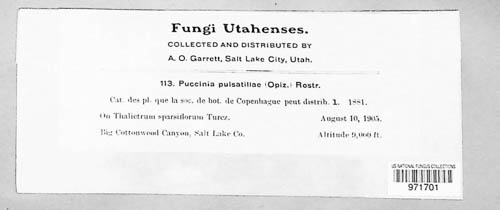 Fungi Utahenses.
COLLECTED AND DISTRIBUTED BY
A. O. Garrett, Salt Lake City, Utah.
113. Puccinia pulsatillae (Opiz.) Rostr.
Cat. des pl. que la soc. de bot. de Copenhague peut distrib. 1. 1881.
On Thalictrum sparsiflorum Turcz. August 10, 1905.
Big Cottonwood Canyon, Salt Lake Co. Altitude 9,000 ft.
US NATIONAL FUNGUS COLLECTIONS
971701